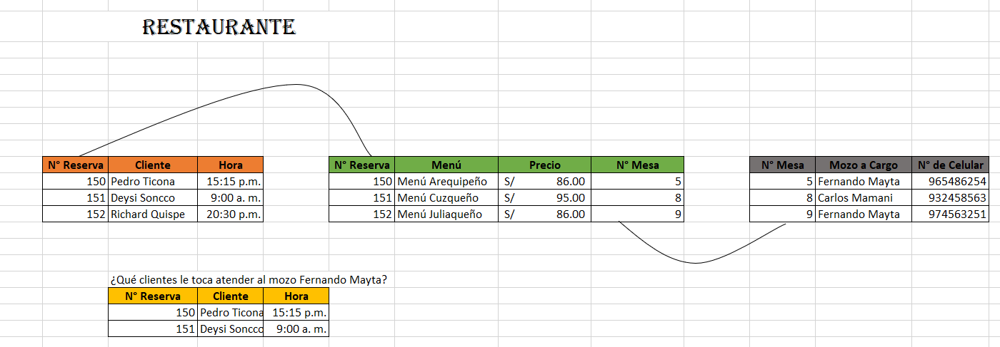 RESTAURANTE
N° Reserva Cliente Hora
150 Pedro Ticona 15:15 p.m.
151 Deysi Soncco 9:00 a. m.
152 Richard Quispe 20:30 p.m.
N° Reserva Menú Precio N° Mesa
150 Menú Arequipeño S/ 86.00 5
151 Menú Cuzqueño S/ 95.00 8
152 Menú Juliaqueño S/ 86.00 9
N° Mesa Mozo a Cargo N° de Celular
5 Fernando Mayta 965486254
8 Carlos Mamani 932458563
9 Fernando Mayta 974563251
¿Qué clientes le toca atender al mozo Fernando Mayta?
N° Reserva Cliente Hora
150 Pedro Ticona 15:15 p.m.
151 Deysi Soncco 9:00 a. m.